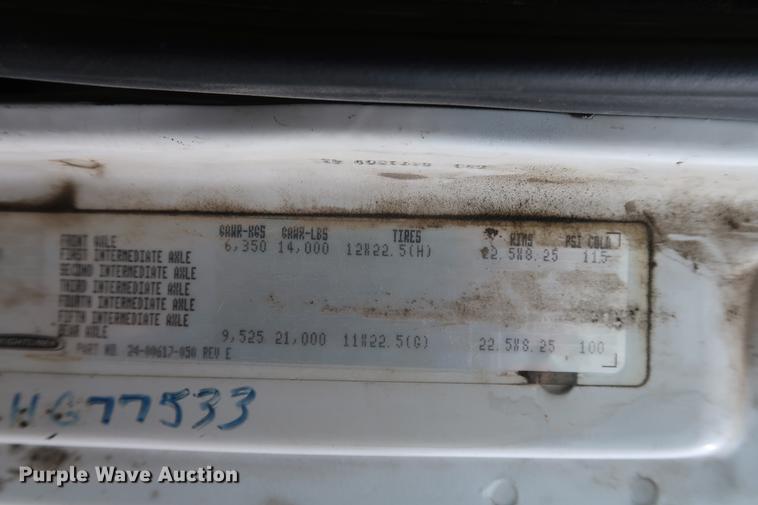 GAWR-KGS GAWR-LBS TIRES RIMS PSI COLD
FRONT AXLE 6,350 14,000 12X22.5(H) 22.5X8.25 115
FIRST INTERMEDIATE AXLE
SECOND INTERMEDIATE AXLE
THIRD INTERMEDIATE AXLE
FOURTH INTERMEDIATE AXLE
FIFTH INTERMEDIATE AXLE
REAR AXLE 9,525 21,000 11X22.5(G) 22.5X8.25 100
PART NO. 24-00617-050 REV E
HG77533
Purple Wave Auction